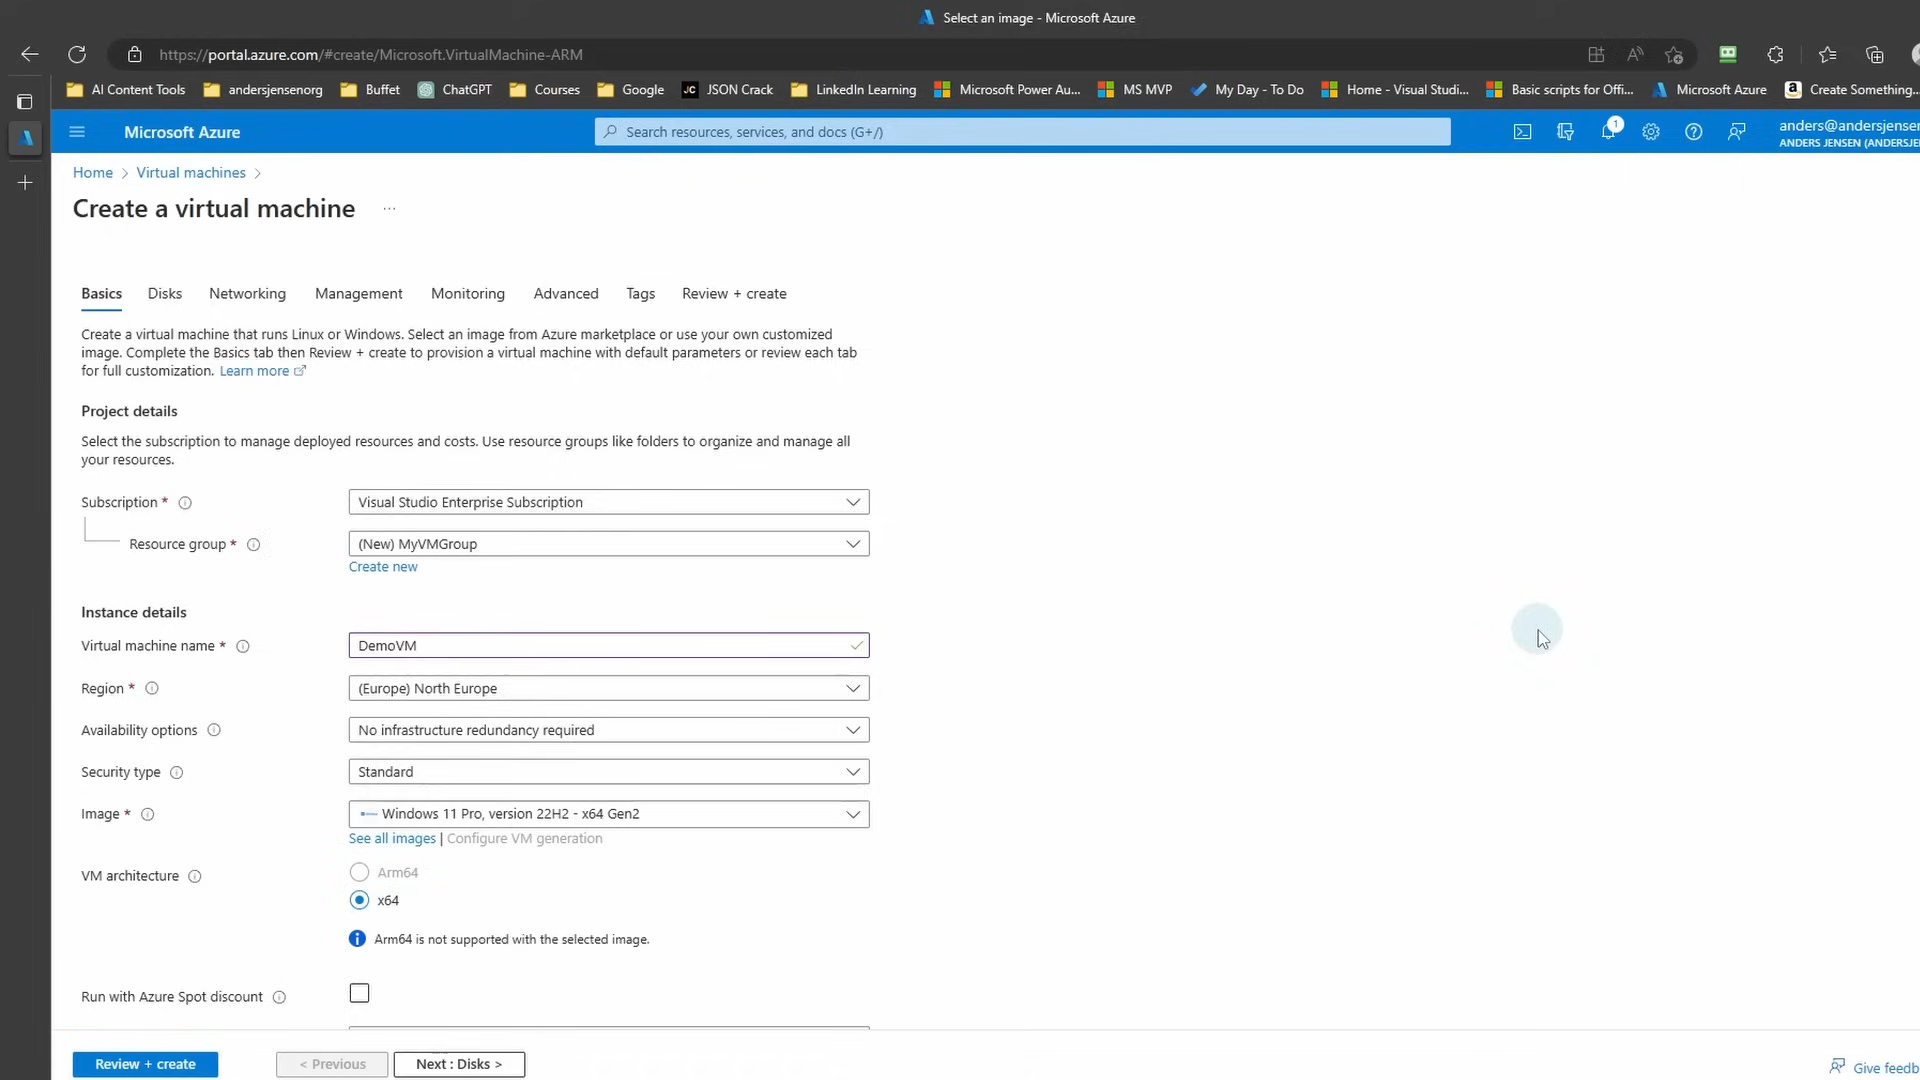 Select an image - Microsoft Azure
https://portal.azure.com/#create/Microsoft.VirtualMachine-ARM
AI Content Tools andersjensenorg Buffet ChatGPT Courses Google JSON Crack LinkedIn Learning Microsoft Power Au... MS MVP My Day - To Do Home - Visual Studi... Basic scripts for Offi... Microsoft Azure Create Something...
Microsoft Azure Search resources, services, and docs (G+/) 1 anders@andersjensen
ANDERS JENSEN (ANDERSJE
Home > Virtual machines >
Create a virtual machine ...
Basics Disks Networking Management Monitoring Advanced Tags Review + create
Create a virtual machine that runs Linux or Windows. Select an image from Azure marketplace or use your own customized
image. Complete the Basics tab then Review + create to provision a virtual machine with default parameters or review each tab
for full customization. Learn more
Project details
Select the subscription to manage deployed resources and costs. Use resource groups like folders to organize and manage all
your resources.
Subscription * Visual Studio Enterprise Subscription
Resource group * (New) MyVMGroup
Create new
Instance details
Virtual machine name * DemoVM
Region * (Europe) North Europe
Availability options No infrastructure redundancy required
Security type Standard
Image * Windows 11 Pro, version 22H2 - x64 Gen2
See all images | Configure VM generation
VM architecture Arm64
x64
Arm64 is not supported with the selected image.
Run with Azure Spot discount
Review + create < Previous Next : Disks > Give feedb